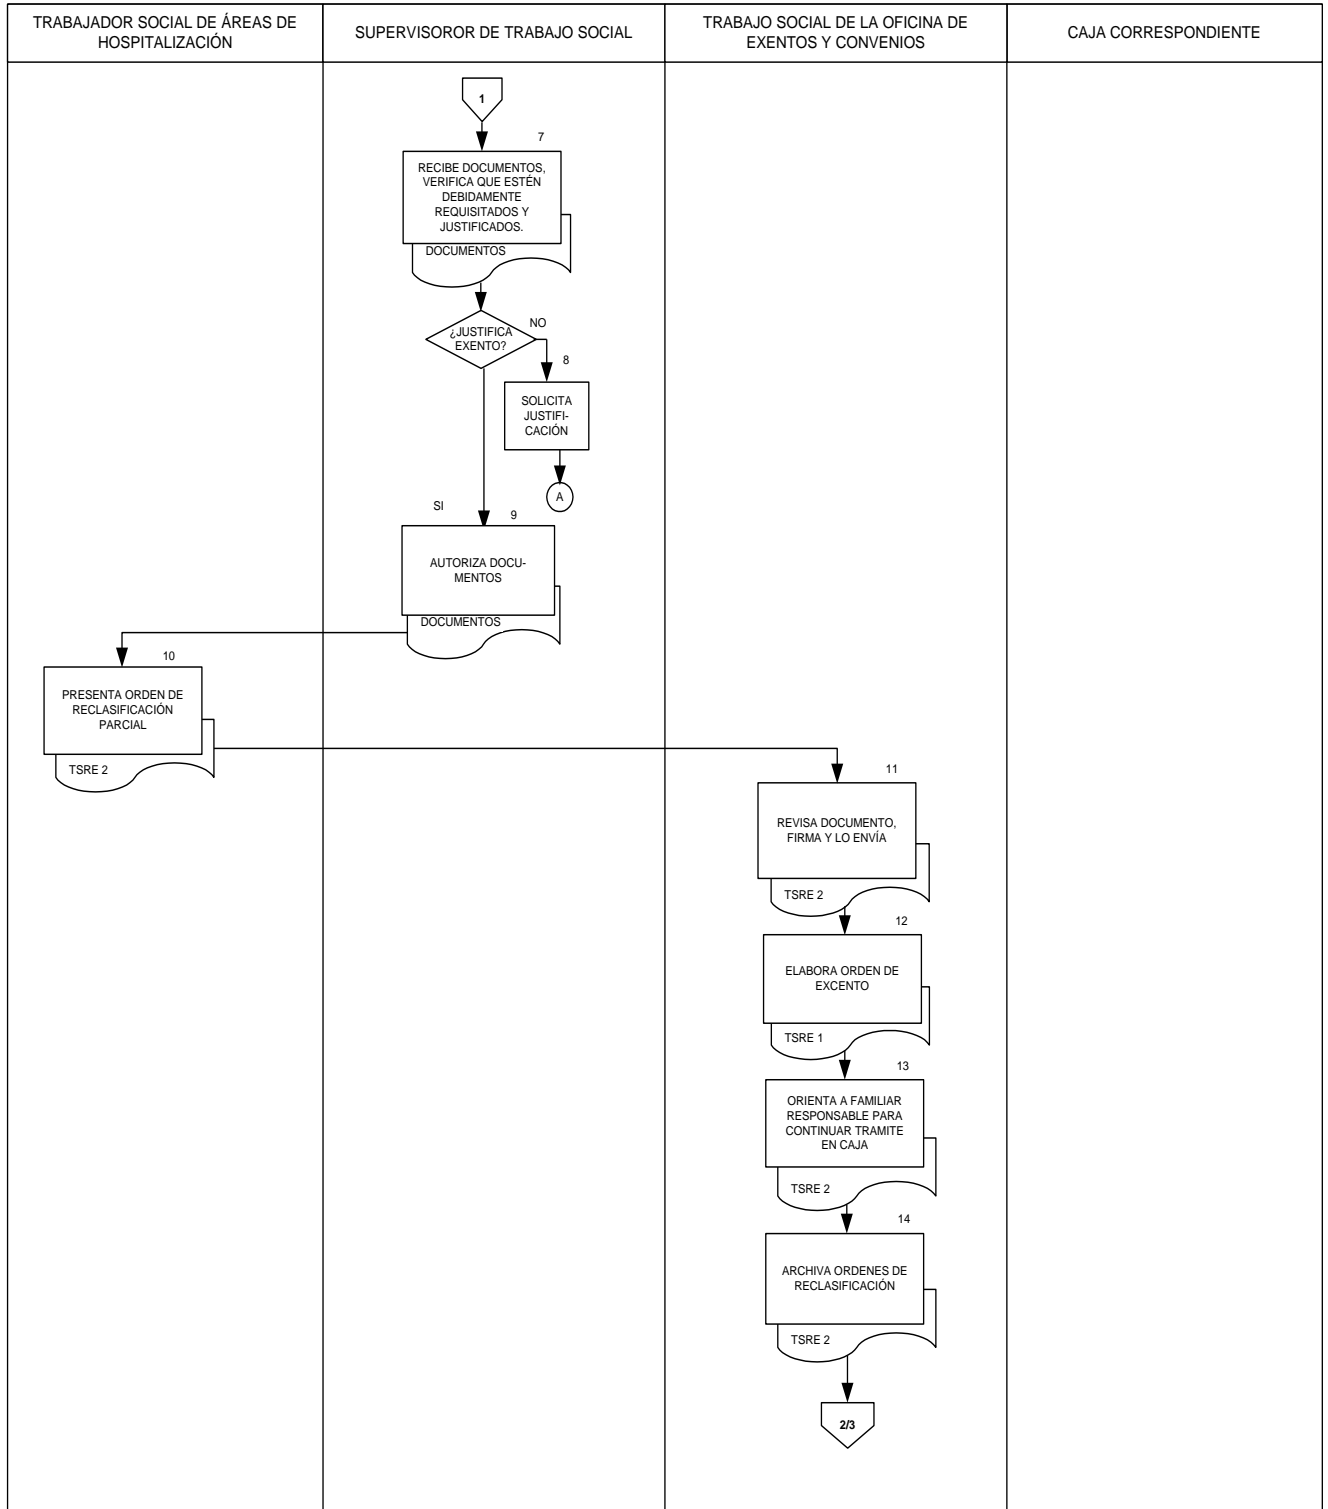 TRABAJADOR SOCIAL DE ÁREAS DE
HOSPITALIZACIÓN
SUPERVISOROR DE TRABAJO SOCIAL
TRABAJO SOCIAL DE LA OFICINA DE
EXENTOS Y CONVENIOS
CAJA CORRESPONDIENTE
1
7
RECIBE DOCUMENTOS,
VERIFICA QUE ESTÉN
DEBIDAMENTE
REQUISITADOS Y
JUSTIFICADOS.
DOCUMENTOS
¿JUSTIFICA
EXENTO?
NO
8
SOLICITA
JUSTIFI-
CACIÓN
A
SI
9
AUTORIZA DOCU-
MENTOS
DOCUMENTOS
10
PRESENTA ORDEN DE
RECLASIFICACIÓN
PARCIAL
TSRE 2
11
REVISA DOCUMENTO,
FIRMA Y LO ENVÍA
TSRE 2
12
ELABORA ORDEN DE
EXCENTO
TSRE 1
13
ORIENTA A FAMILIAR
RESPONSABLE PARA
CONTINUAR TRAMITE
EN CAJA
TSRE 2
14
ARCHIVA ORDENES DE
RECLASIFICACIÓN
TSRE 2
2/3